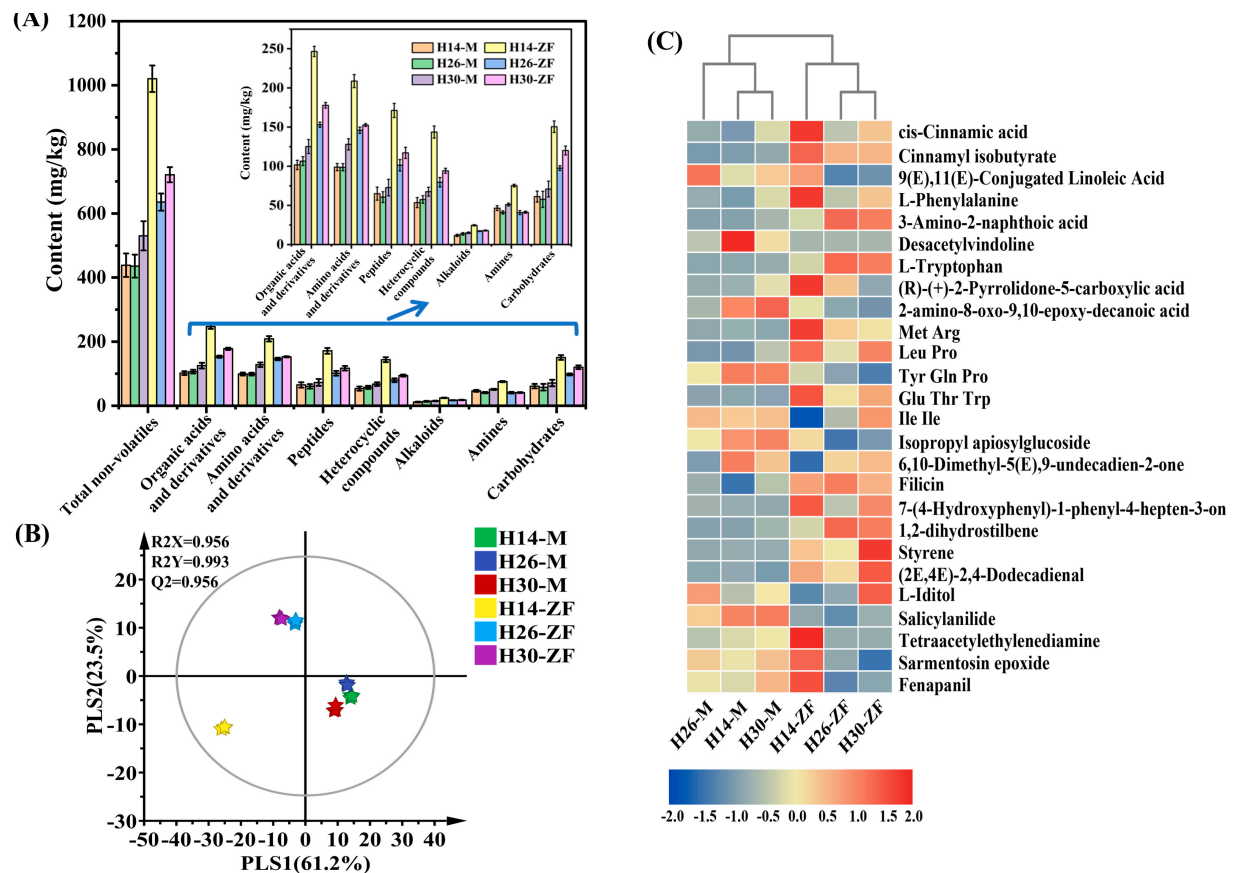 (A)
1200
1000
800
600
400
200
0
Content (mg/kg)
Total non-volatiles
Organic acids
and derivatives
Amino acids
and derivatives
Peptides
Heterocyclic
compounds
Alkaloids
Amines
Carbohydrates
250
200
150
100
50
0
Content (mg/kg)
H14-M
H26-M
H30-M
H14-ZF
H26-ZF
H30-ZF
Organic acids
and derivatives
Amino acids
and derivatives
Peptides
Heterocyclic
compounds
Alkaloids
Amines
Carbohydrates
(B)
R2X=0.956
R2Y=0.993
Q2=0.956
20
10
0
-10
-20
-30
PLS2(23.5%)
-50 -40 -30 -20 -10 0 10 20 30 40
PLS1(61.2%)
H14-M
H26-M
H30-M
H14-ZF
H26-ZF
H30-ZF
(C)
cis-Cinnamic acid
Cinnamyl isobutyrate
9(E),11(E)-Conjugated Linoleic Acid
L-Phenylalanine
3-Amino-2-naphthoic acid
Desacetylvindoline
L-Tryptophan
(R)-(+)-2-Pyrrolidone-5-carboxylic acid
2-amino-8-oxo-9,10-epoxy-decanoic acid
Met Arg
Leu Pro
Tyr Gln Pro
Glu Thr Trp
Ile Ile
Isopropyl apiosylglucoside
6,10-Dimethyl-5(E),9-undecadien-2-one
Filicin
7-(4-Hydroxyphenyl)-1-phenyl-4-hepten-3-on
1,2-dihydrostilbene
Styrene
(2E,4E)-2,4-Dodecadienal
L-Iditol
Salicylanilide
Tetraacetylethylenediamine
Sarmentosin epoxide
Fenapanil
H26-M
H14-M
H30-M
H14-ZF
H26-ZF
H30-ZF
-2.0 -1.5 -1.0 -0.5 0.0 0.5 1.0 1.5 2.0